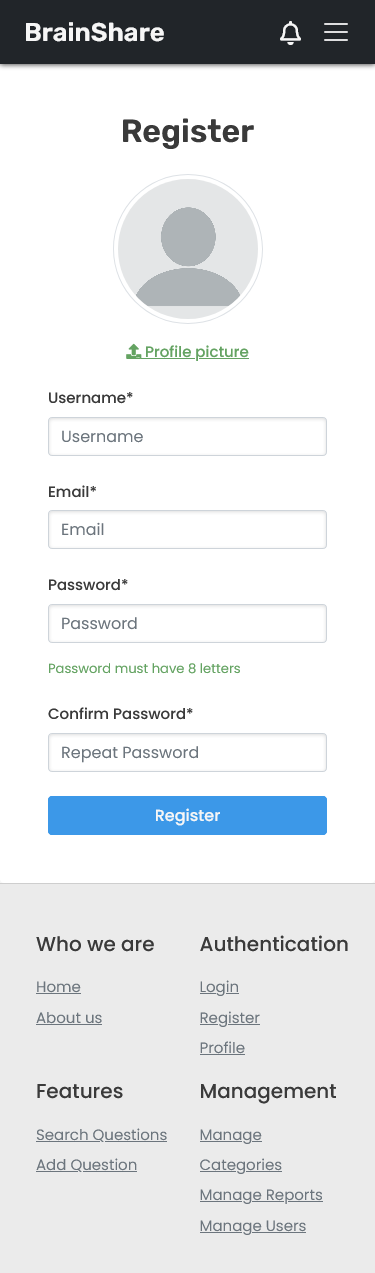 BrainShare
Register
Profile picture
Username*
Username
Email*
Email
Password*
Password
Password must have 8 letters
Confirm Password*
Repeat Password
Register
Who we are
Home
About us
Authentication
Login
Register
Profile
Features
Search Questions
Add Question
Management
Manage
Categories
Manage Reports
Manage Users